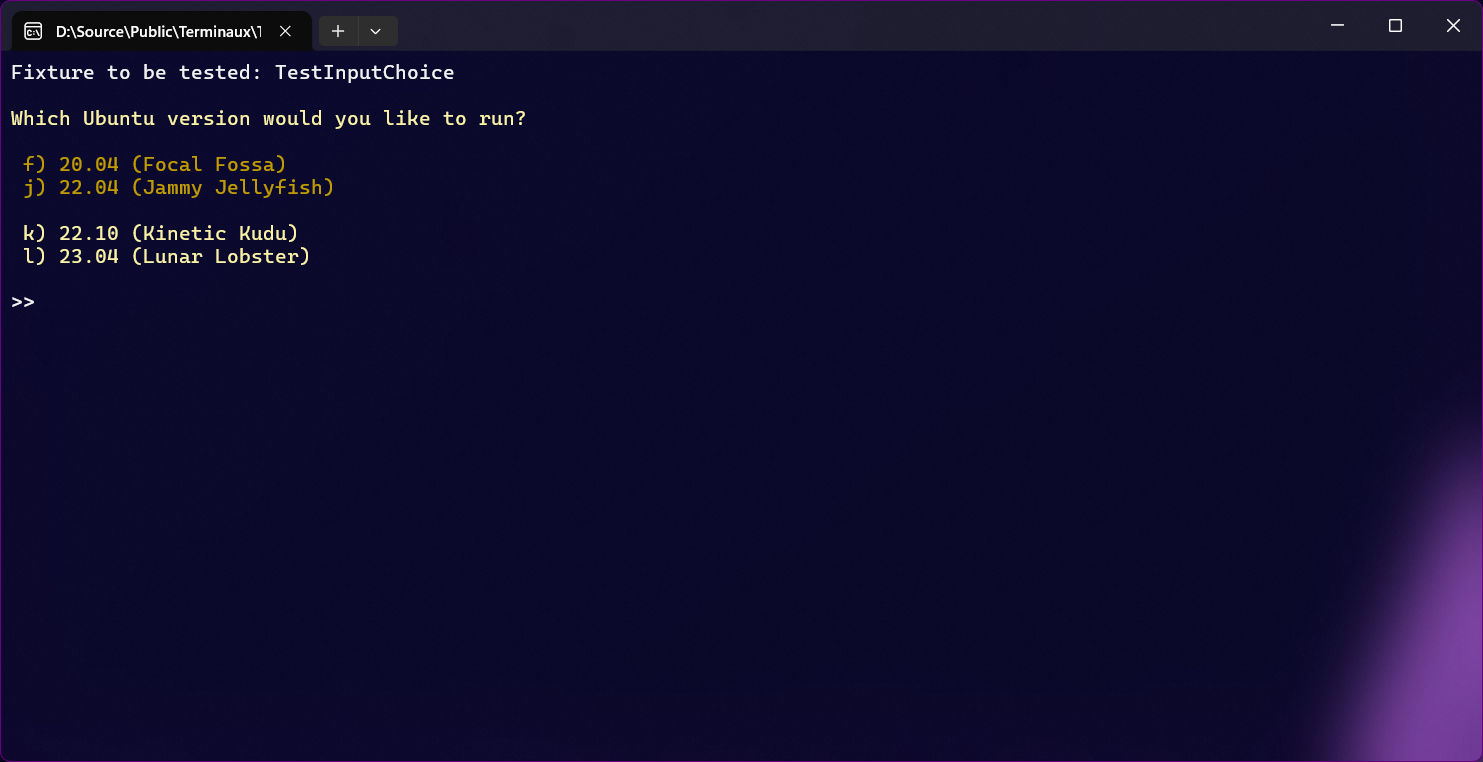 D:\Source\Public\Terminaux\T
Fixture to be tested: TestInputChoice
Which Ubuntu version would you like to run?
f) 20.04 (Focal Fossa)
j) 22.04 (Jammy Jellyfish)
k) 22.10 (Kinetic Kudu)
l) 23.04 (Lunar Lobster)
>>